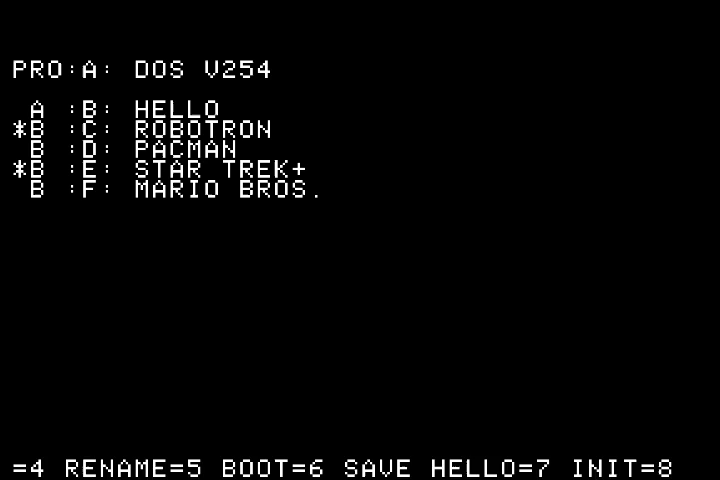 PRO:A: DOS V254
A :B: HELLO
*B :C: ROBOTRON
B :D: PACMAN
*B :E: STAR TREK+
B :F: MARIO BROS.
=4 RENAME=5 BOOT=6 SAVE HELLO=7 INIT=8